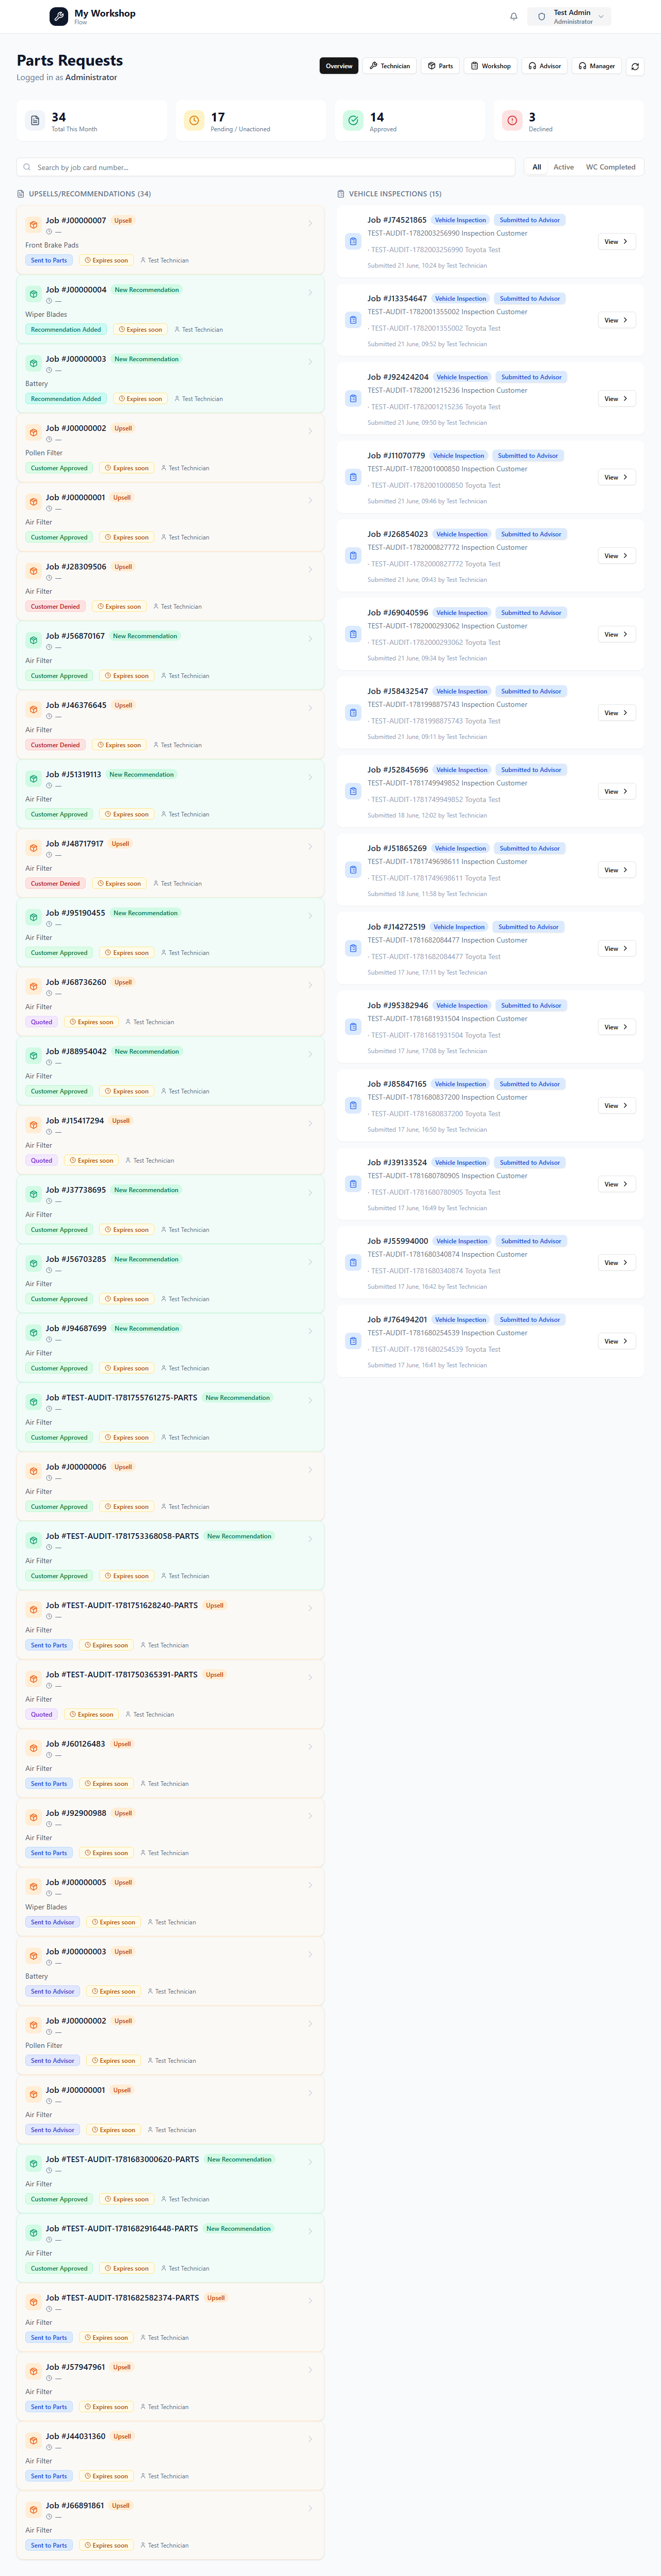 My Workshop
Flow
Test Admin
Administrator
Parts Requests
Logged in as Administrator
Overview
Technician
Parts
Workshop
Advisor
Manager
34
Total This Month
17
Pending / Unactioned
14
Approved
3
Declined
Search by job card number...
All
Active
WC Completed
UPSELLS/RECOMMENDATIONS (34)
Job #J00000007 Upsell
—
Front Brake Pads
Sent to Parts Expires soon Test Technician
Job #J00000004 New Recommendation
—
Wiper Blades
Recommendation Added Expires soon Test Technician
Job #J00000003 New Recommendation
—
Battery
Recommendation Added Expires soon Test Technician
Job #J00000002 Upsell
—
Pollen Filter
Customer Approved Expires soon Test Technician
Job #J00000001 Upsell
—
Air Filter
Customer Approved Expires soon Test Technician
Job #J28309506 Upsell
—
Air Filter
Customer Denied Expires soon Test Technician
Job #J56870167 New Recommendation
—
Air Filter
Customer Approved Expires soon Test Technician
Job #J46376645 Upsell
—
Air Filter
Customer Denied Expires soon Test Technician
Job #J51319113 New Recommendation
—
Air Filter
Customer Approved Expires soon Test Technician
Job #J48717917 Upsell
—
Air Filter
Customer Denied Expires soon Test Technician
Job #J95190455 New Recommendation
—
Air Filter
Customer Approved Expires soon Test Technician
Job #J68736260 Upsell
—
Air Filter
Quoted Expires soon Test Technician
Job #J88954042 New Recommendation
—
Air Filter
Customer Approved Expires soon Test Technician
Job #J15417294 Upsell
—
Air Filter
Quoted Expires soon Test Technician
Job #J37738695 New Recommendation
—
Air Filter
Customer Approved Expires soon Test Technician
Job #J56703285 New Recommendation
—
Air Filter
Customer Approved Expires soon Test Technician
Job #J94687699 New Recommendation
—
Air Filter
Customer Approved Expires soon Test Technician
Job #TEST-AUDIT-1781755761275-PARTS New Recommendation
—
Air Filter
Customer Approved Expires soon Test Technician
Job #J00000006 Upsell
—
Air Filter
Customer Approved Expires soon Test Technician
Job #TEST-AUDIT-1781753368058-PARTS New Recommendation
—
Air Filter
Customer Approved Expires soon Test Technician
Job #TEST-AUDIT-1781751628240-PARTS Upsell
—
Air Filter
Sent to Parts Expires soon Test Technician
Job #TEST-AUDIT-1781750365391-PARTS Upsell
—
Air Filter
Quoted Expires soon Test Technician
Job #J60126483 Upsell
—
Air Filter
Sent to Parts Expires soon Test Technician
Job #J92900988 Upsell
—
Air Filter
Sent to Parts Expires soon Test Technician
Job #J00000005 Upsell
—
Wiper Blades
Sent to Advisor Expires soon Test Technician
Job #J00000003 Upsell
—
Battery
Sent to Advisor Expires soon Test Technician
Job #J00000002 Upsell
—
Pollen Filter
Sent to Advisor Expires soon Test Technician
Job #J00000001 Upsell
—
Air Filter
Sent to Advisor Expires soon Test Technician
Job #TEST-AUDIT-1781683000620-PARTS New Recommendation
—
Air Filter
Customer Approved Expires soon Test Technician
Job #TEST-AUDIT-1781682916448-PARTS New Recommendation
—
Air Filter
Customer Approved Expires soon Test Technician
Job #TEST-AUDIT-1781682582374-PARTS Upsell
—
Air Filter
Sent to Parts Expires soon Test Technician
Job #J57947961 Upsell
—
Air Filter
Sent to Parts Expires soon Test Technician
Job #J44031360 Upsell
—
Air Filter
Sent to Parts Expires soon Test Technician
Job #J66891861 Upsell
—
Air Filter
Sent to Parts Expires soon Test Technician
VEHICLE INSPECTIONS (15)
Job #J74521865 Vehicle Inspection Submitted to Advisor
TEST-AUDIT-1782003256990 Inspection Customer
· TEST-AUDIT-1782003256990 Toyota Test
Submitted 21 June, 10:24 by Test Technician
View
Job #J13354647 Vehicle Inspection Submitted to Advisor
TEST-AUDIT-1782001355002 Inspection Customer
· TEST-AUDIT-1782001355002 Toyota Test
Submitted 21 June, 09:52 by Test Technician
View
Job #J92424204 Vehicle Inspection Submitted to Advisor
TEST-AUDIT-1782001215236 Inspection Customer
· TEST-AUDIT-1782001215236 Toyota Test
Submitted 21 June, 09:50 by Test Technician
View
Job #J11070779 Vehicle Inspection Submitted to Advisor
TEST-AUDIT-1782001000850 Inspection Customer
· TEST-AUDIT-1782001000850 Toyota Test
Submitted 21 June, 09:46 by Test Technician
View
Job #J26854023 Vehicle Inspection Submitted to Advisor
TEST-AUDIT-1782000827772 Inspection Customer
· TEST-AUDIT-1782000827772 Toyota Test
Submitted 21 June, 09:43 by Test Technician
View
Job #J69040596 Vehicle Inspection Submitted to Advisor
TEST-AUDIT-1782000293062 Inspection Customer
· TEST-AUDIT-1782000293062 Toyota Test
Submitted 21 June, 09:34 by Test Technician
View
Job #J58432547 Vehicle Inspection Submitted to Advisor
TEST-AUDIT-1781998875743 Inspection Customer
· TEST-AUDIT-1781998875743 Toyota Test
Submitted 21 June, 09:11 by Test Technician
View
Job #J52845696 Vehicle Inspection Submitted to Advisor
TEST-AUDIT-1781749949852 Inspection Customer
· TEST-AUDIT-1781749949852 Toyota Test
Submitted 18 June, 12:02 by Test Technician
View
Job #J51865269 Vehicle Inspection Submitted to Advisor
TEST-AUDIT-1781749698611 Inspection Customer
· TEST-AUDIT-1781749698611 Toyota Test
Submitted 18 June, 11:58 by Test Technician
View
Job #J14272519 Vehicle Inspection Submitted to Advisor
TEST-AUDIT-1781682084477 Inspection Customer
· TEST-AUDIT-1781682084477 Toyota Test
Submitted 17 June, 17:11 by Test Technician
View
Job #J95382946 Vehicle Inspection Submitted to Advisor
TEST-AUDIT-1781681931504 Inspection Customer
· TEST-AUDIT-1781681931504 Toyota Test
Submitted 17 June, 17:08 by Test Technician
View
Job #J85847165 Vehicle Inspection Submitted to Advisor
TEST-AUDIT-1781680837200 Inspection Customer
· TEST-AUDIT-1781680837200 Toyota Test
Submitted 17 June, 16:50 by Test Technician
View
Job #J39133524 Vehicle Inspection Submitted to Advisor
TEST-AUDIT-1781680780905 Inspection Customer
· TEST-AUDIT-1781680780905 Toyota Test
Submitted 17 June, 16:49 by Test Technician
View
Job #J55994000 Vehicle Inspection Submitted to Advisor
TEST-AUDIT-1781680340874 Inspection Customer
· TEST-AUDIT-1781680340874 Toyota Test
Submitted 17 June, 16:42 by Test Technician
View
Job #J76494201 Vehicle Inspection Submitted to Advisor
TEST-AUDIT-1781680254539 Inspection Customer
· TEST-AUDIT-1781680254539 Toyota Test
Submitted 17 June, 16:41 by Test Technician
View